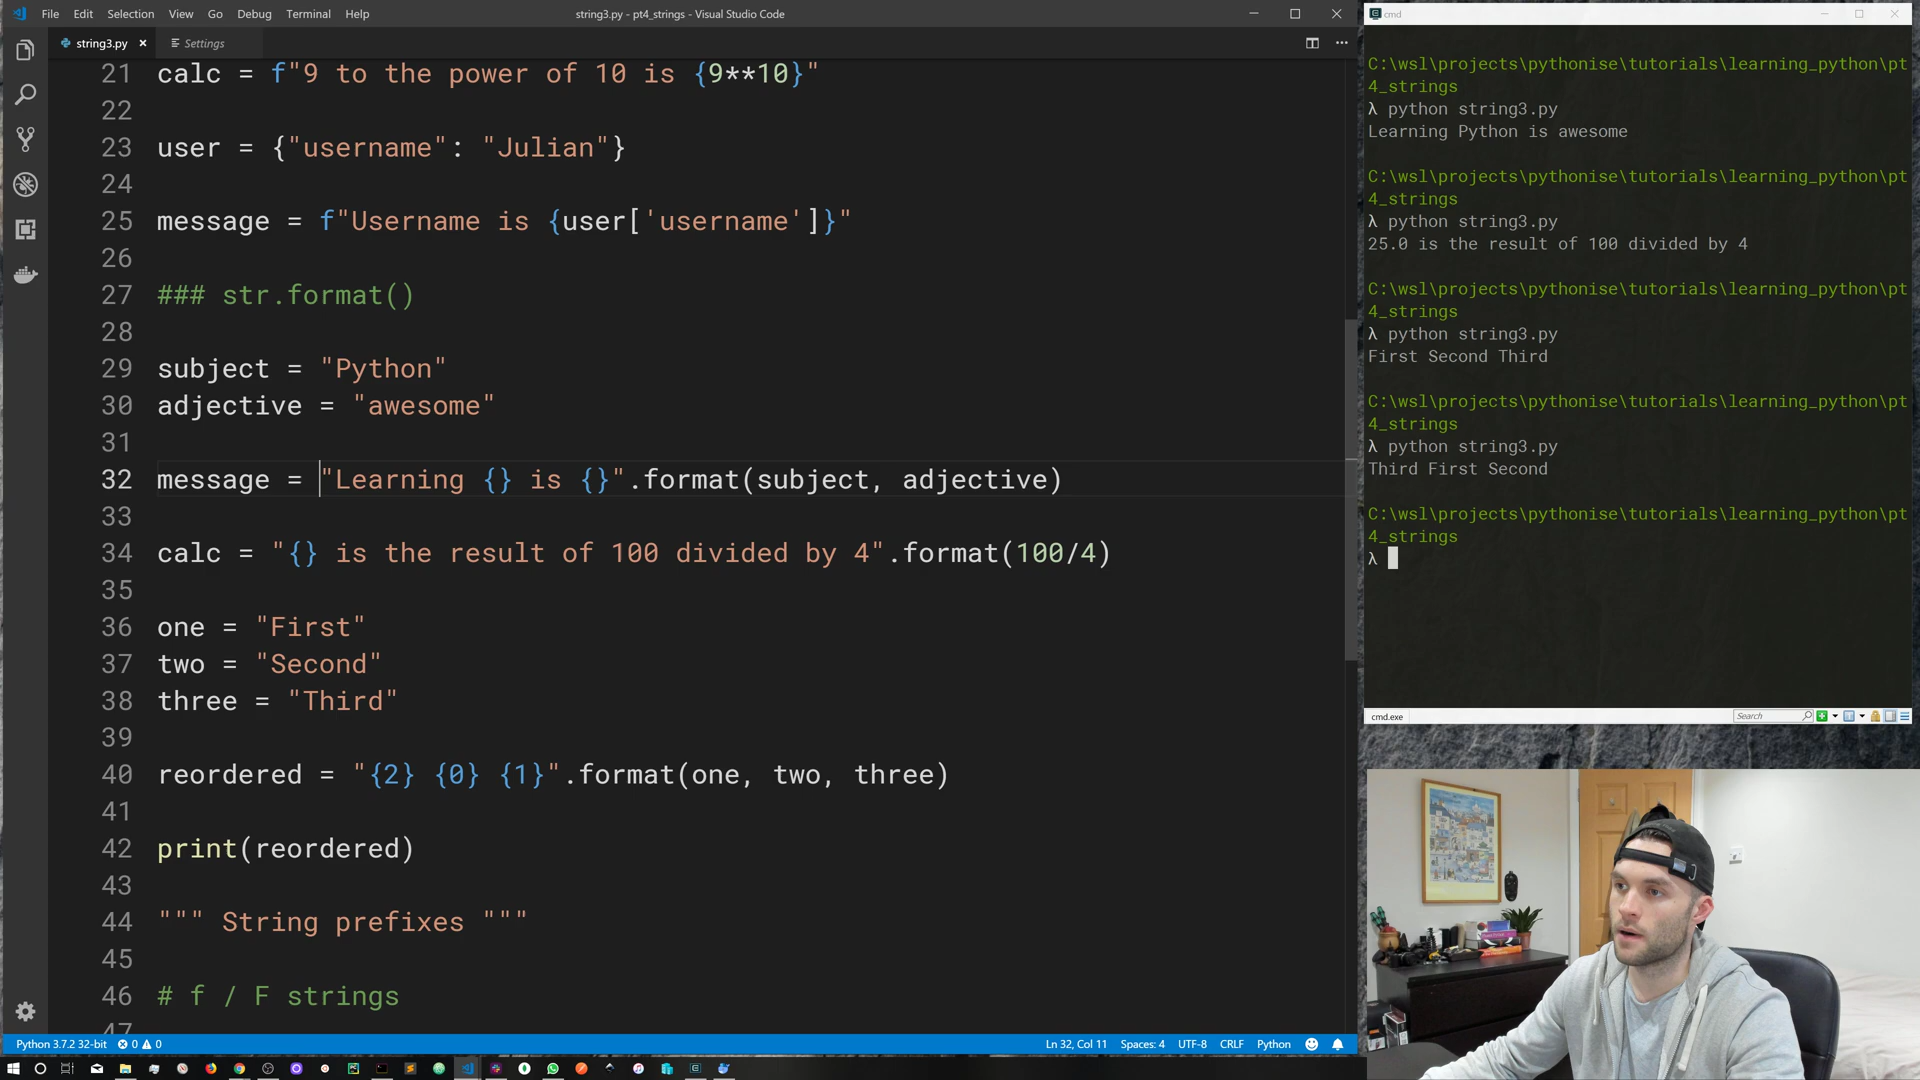 File Edit Selection View Go Debug Terminal Help
string3.py - pt4_strings - Visual Studio Code
string3.py
Settings
21 calc = f"9 to the power of 10 is {9**10}"
22
23 user = {"username": "Julian"}
24
25 message = f"Username is {user['username']}"
26
27 ### str.format()
28
29 subject = "Python"
30 adjective = "awesome"
31
32 message = "Learning {} is {}".format(subject, adjective)
33
34 calc = "{} is the result of 100 divided by 4".format(100/4)
35
36 one = "First"
37 two = "Second"
38 three = "Third"
39
40 reordered = "{2} {0} {1}".format(one, two, three)
41
42 print(reordered)
43
44 """ String prefixes """
45
46 # f / F strings
47
Python 3.7.2 32-bit 0 0
Ln 32, Col 11 Spaces: 4 UTF-8 CRLF Python
cmd
C:\wsl\projects\pythonise\tutorials\learning_python\pt
4_strings
λ python string3.py
Learning Python is awesome
C:\wsl\projects\pythonise\tutorials\learning_python\pt
4_strings
λ python string3.py
25.0 is the result of 100 divided by 4
C:\wsl\projects\pythonise\tutorials\learning_python\pt
4_strings
λ python string3.py
First Second Third
C:\wsl\projects\pythonise\tutorials\learning_python\pt
4_strings
λ python string3.py
Third First Second
C:\wsl\projects\pythonise\tutorials\learning_python\pt
4_strings
λ
cmd.exe
Search